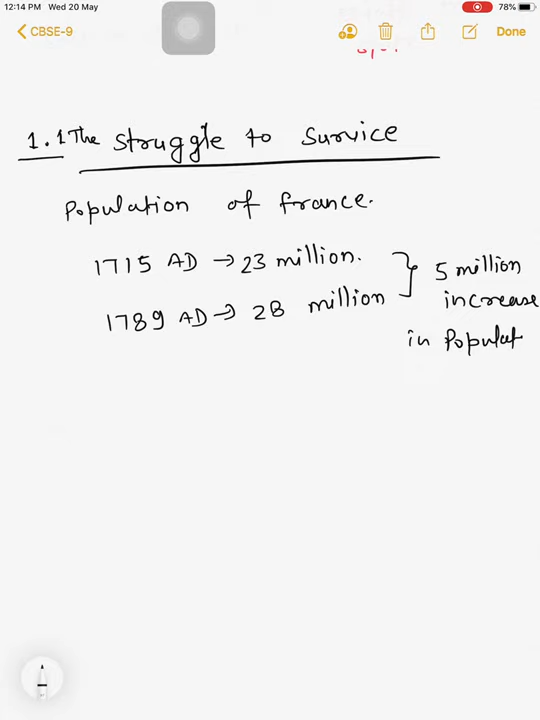 12:14 PM Wed 20 May
78%
CBSE-9
Done
1.1 The Struggle to Survice
Population of france.
1715 AD → 23 million.
1789 AD → 28 million
5 million
increase
in Populat